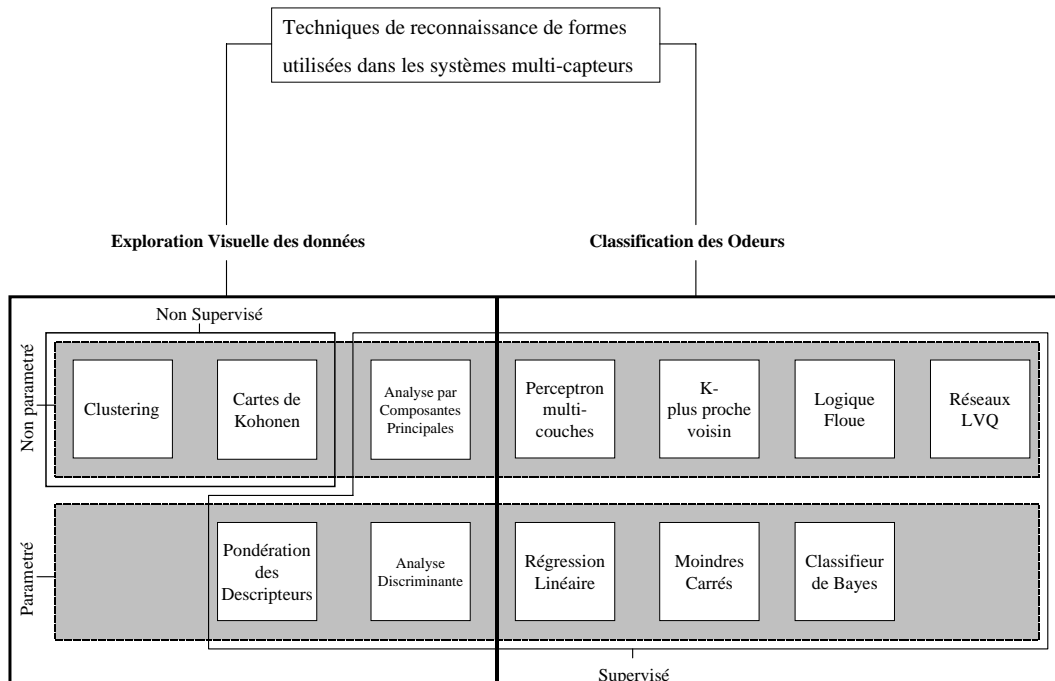 Techniques de reconnaissance de formes
utilisées dans les systèmes multi-capteurs
Exploration Visuelle des données
Classification des Odeurs
Non Supervisé
Non parametré
Clustering
Cartes de
Kohonen
Analyse par
Composantes
Principales
Perceptron
multi-
couches
K-
plus proche
voisin
Logique
Floue
Réseaux
LVQ
Parametré
Pondération
des
Descripteurs
Analyse
Discriminante
Régression
Linéaire
Moindres
Carrés
Classifieur
de Bayes
Supervisé